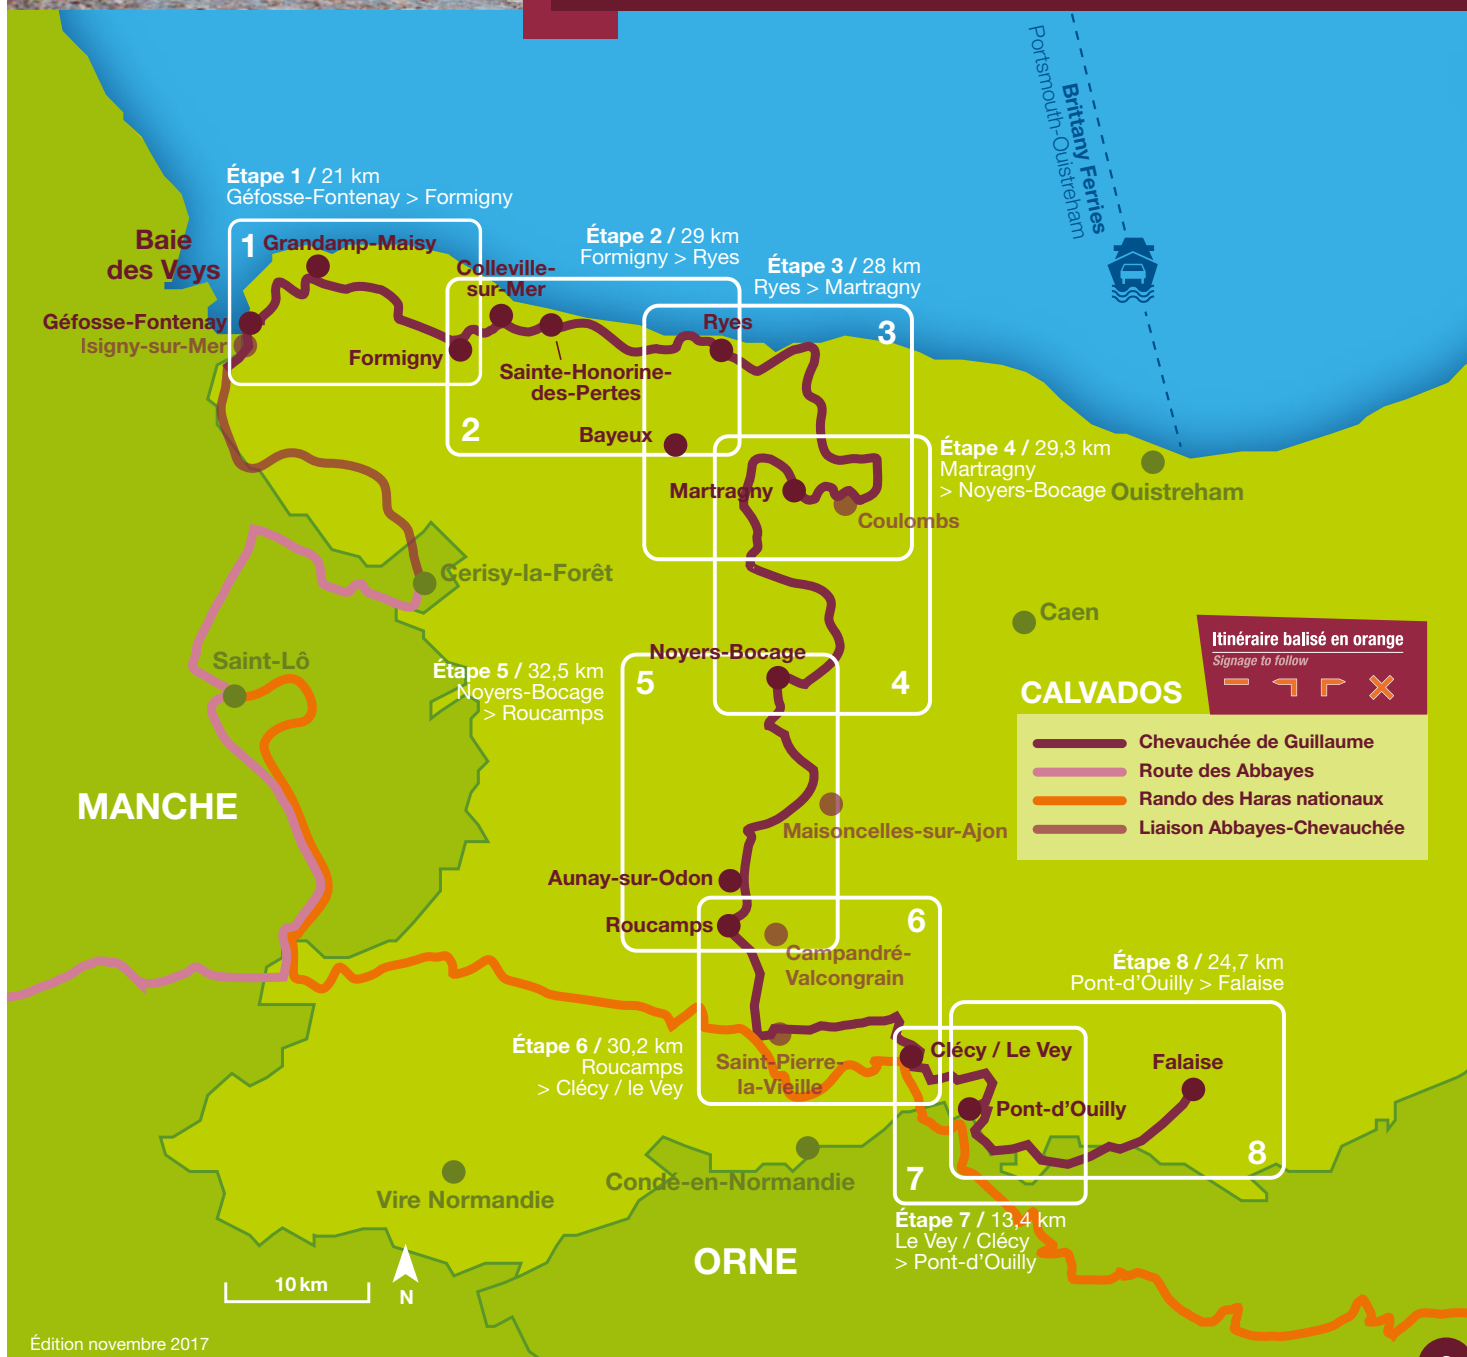 Brittany Ferries
Portsmouth-Ouistreham
Étape 1 / 21 km
Géfosse-Fontenay > Formigny
Étape 2 / 29 km
Formigny > Ryes
Étape 3 / 28 km
Ryes > Martragny
Baie
des Veys
1
Grandamp-Maisy
Colleville-
sur-Mer
Géfosse-Fontenay
Isigny-sur-Mer
Formigny
Sainte-Honorine-
des-Pertes
Ryes
3
2
Bayeux
Étape 4 / 29,3 km
Martragny
> Noyers-Bocage
Ouistreham
Martragny
Coulombs
Cerisy-la-Forêt
Caen
Saint-Lô
Noyers-Bocage
Étape 5 / 32,5 km
Noyers-Bocage
> Roucamps
5
4
Itinéraire balisé en orange
Signage to follow
CALVADOS
Chevauchée de Guillaume
Route des Abbayes
Rando des Haras nationaux
Liaison Abbayes-Chevauchée
MANCHE
Maisoncelles-sur-Ajon
Aunay-sur-Odon
Roucamps
6
Campandré-
Valcongrain
Étape 8 / 24,7 km
Pont-d'Ouilly > Falaise
Étape 6 / 30,2 km
Roucamps
> Clécy / le Vey
Saint-Pierre-
la-Vieille
Clécy / Le Vey
Falaise
Pont-d'Ouilly
8
7
Condé-en-Normandie
Vire Normandie
Étape 7 / 13,4 km
Le Vey / Clécy
> Pont-d'Ouilly
ORNE
10 km
N
Édition novembre 2017